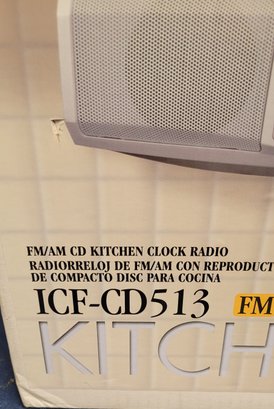 FM/AM CD KITCHEN CLOCK RADIO
RADIORRELOJ DE FM/AM CON REPRODUCT
DE COMPACTO DISC PARA COCINA
ICF-CD513 FM
KITCH